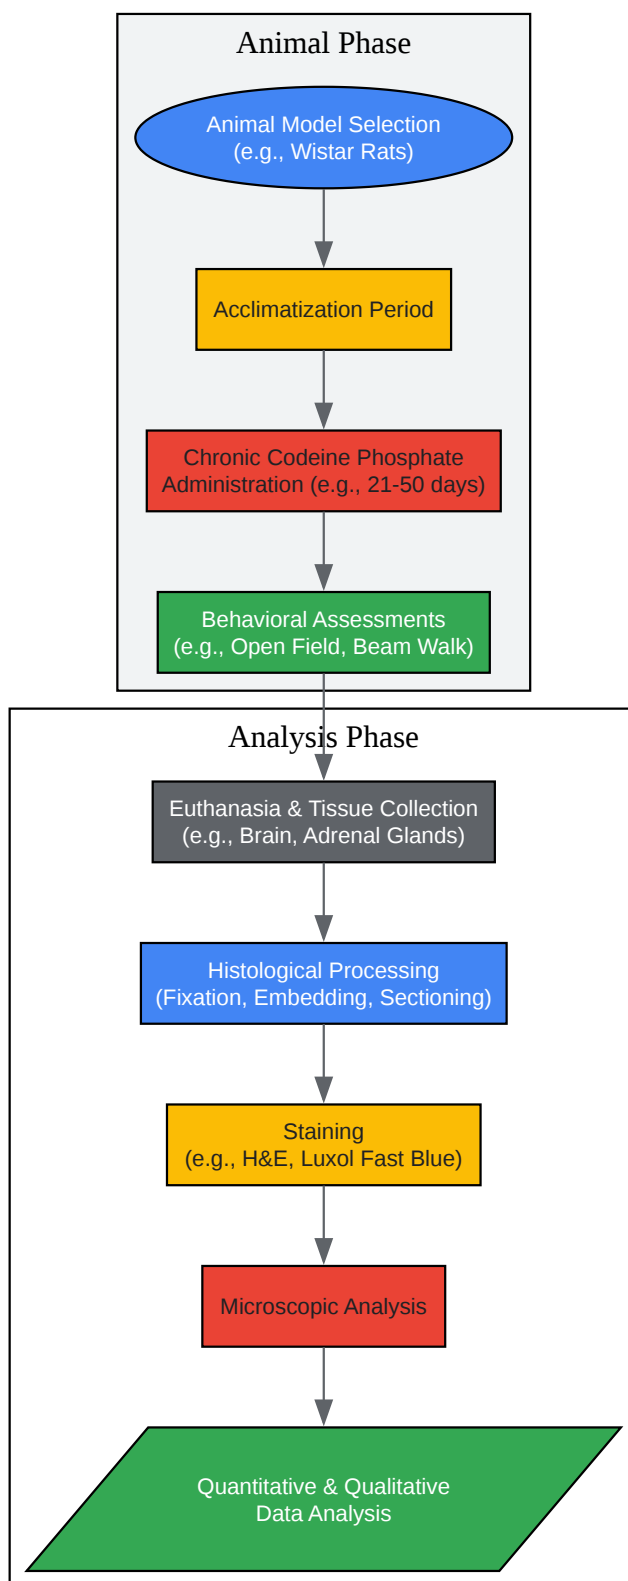 Animal Phase
Animal Model Selection
(e.g., Wistar Rats)
Acclimatization Period
Chronic Codeine Phosphate
Administration (e.g., 21-50 days)
Behavioral Assessments
(e.g., Open Field, Beam Walk)
Analysis Phase
Euthanasia & Tissue Collection
(e.g., Brain, Adrenal Glands)
Histological Processing
(Fixation, Embedding, Sectioning)
Staining
(e.g., H&E, Luxol Fast Blue)
Microscopic Analysis
Quantitative & Qualitative
Data Analysis